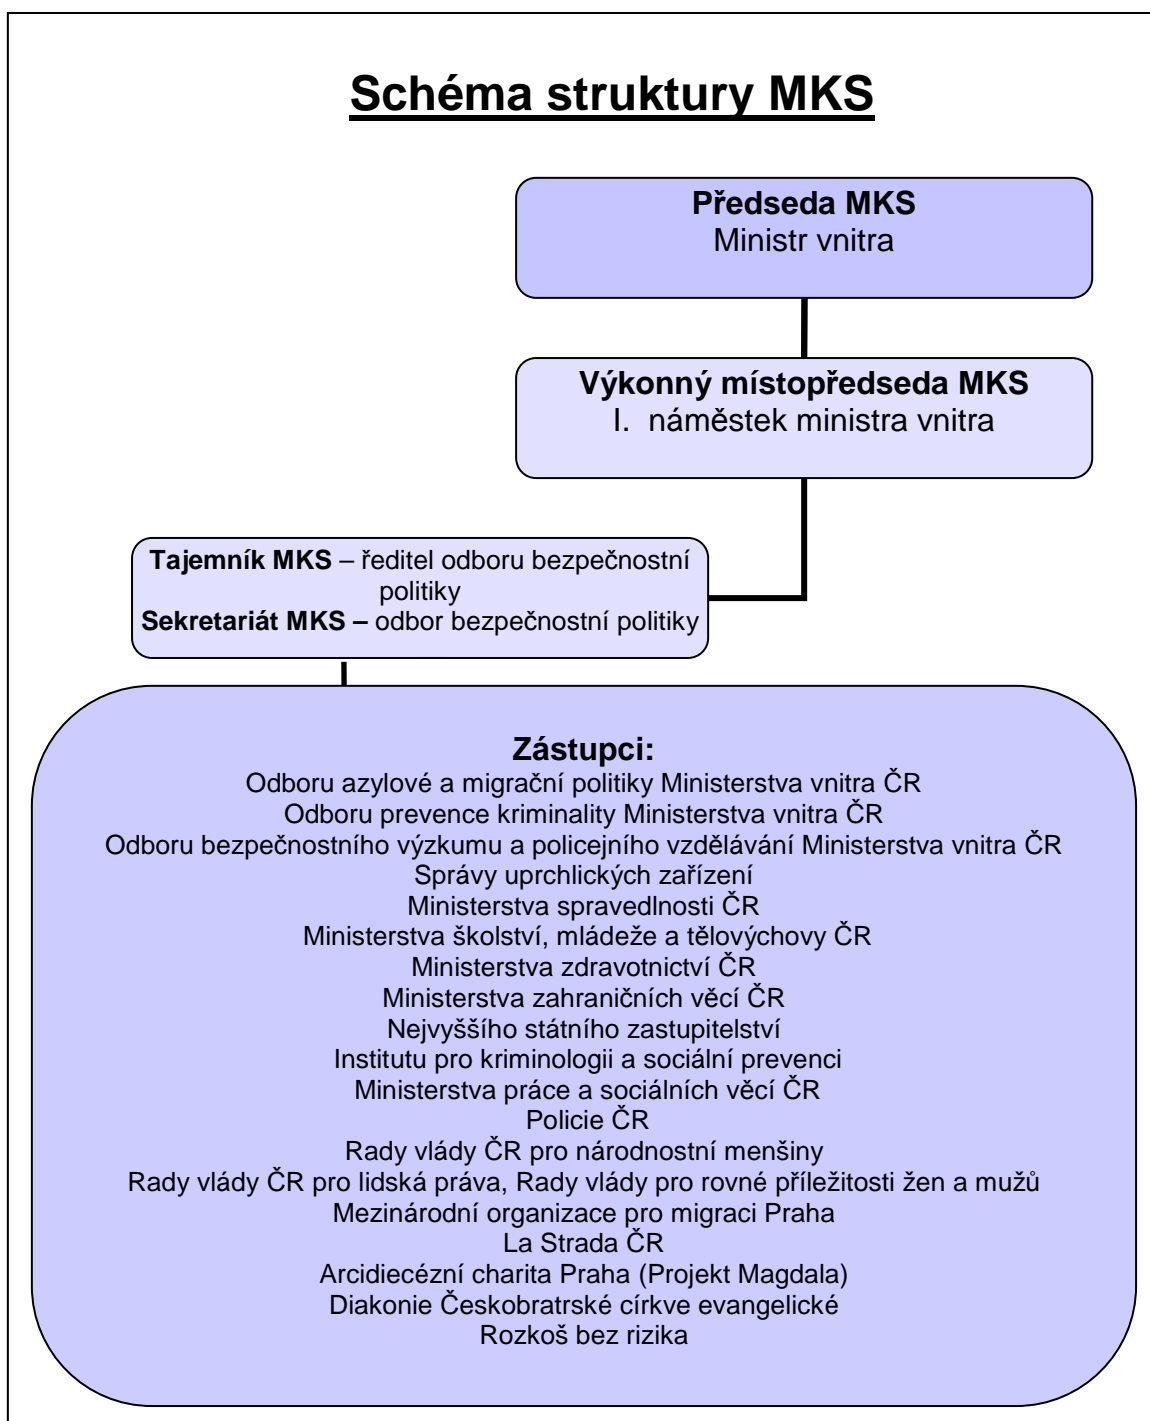 Schéma struktury MKS
Předseda MKS
Ministr vnitra
Výkonný místopředseda MKS
I. náměstek ministra vnitra
Tajemník MKS – ředitel odboru bezpečnostní
politiky
Sekretariát MKS – odbor bezpečnostní politiky
Zástupci:
Odboru azylové a migrační politiky Ministerstva vnitra ČR
Odboru prevence kriminality Ministerstva vnitra ČR
Odboru bezpečnostního výzkumu a policejního vzdělávání Ministerstva vnitra ČR
Správy uprchlických zařízení
Ministerstva spravedlnosti ČR
Ministerstva školství, mládeže a tělovýchovy ČR
Ministerstva zdravotnictví ČR
Ministerstva zahraničních věcí ČR
Nejvyššího státního zastupitelství
Institutu pro kriminologii a sociální prevenci
Ministerstva práce a sociálních věcí ČR
Policie ČR
Rady vlády ČR pro národnostní menšiny
Rady vlády ČR pro lidská práva, Rady vlády pro rovné příležitosti žen a mužů
Mezinárodní organizace pro migraci Praha
La Strada ČR
Arcidiecézní charita Praha (Projekt Magdala)
Diakonie Českobratrské církve evangelické
Rozkoš bez rizika